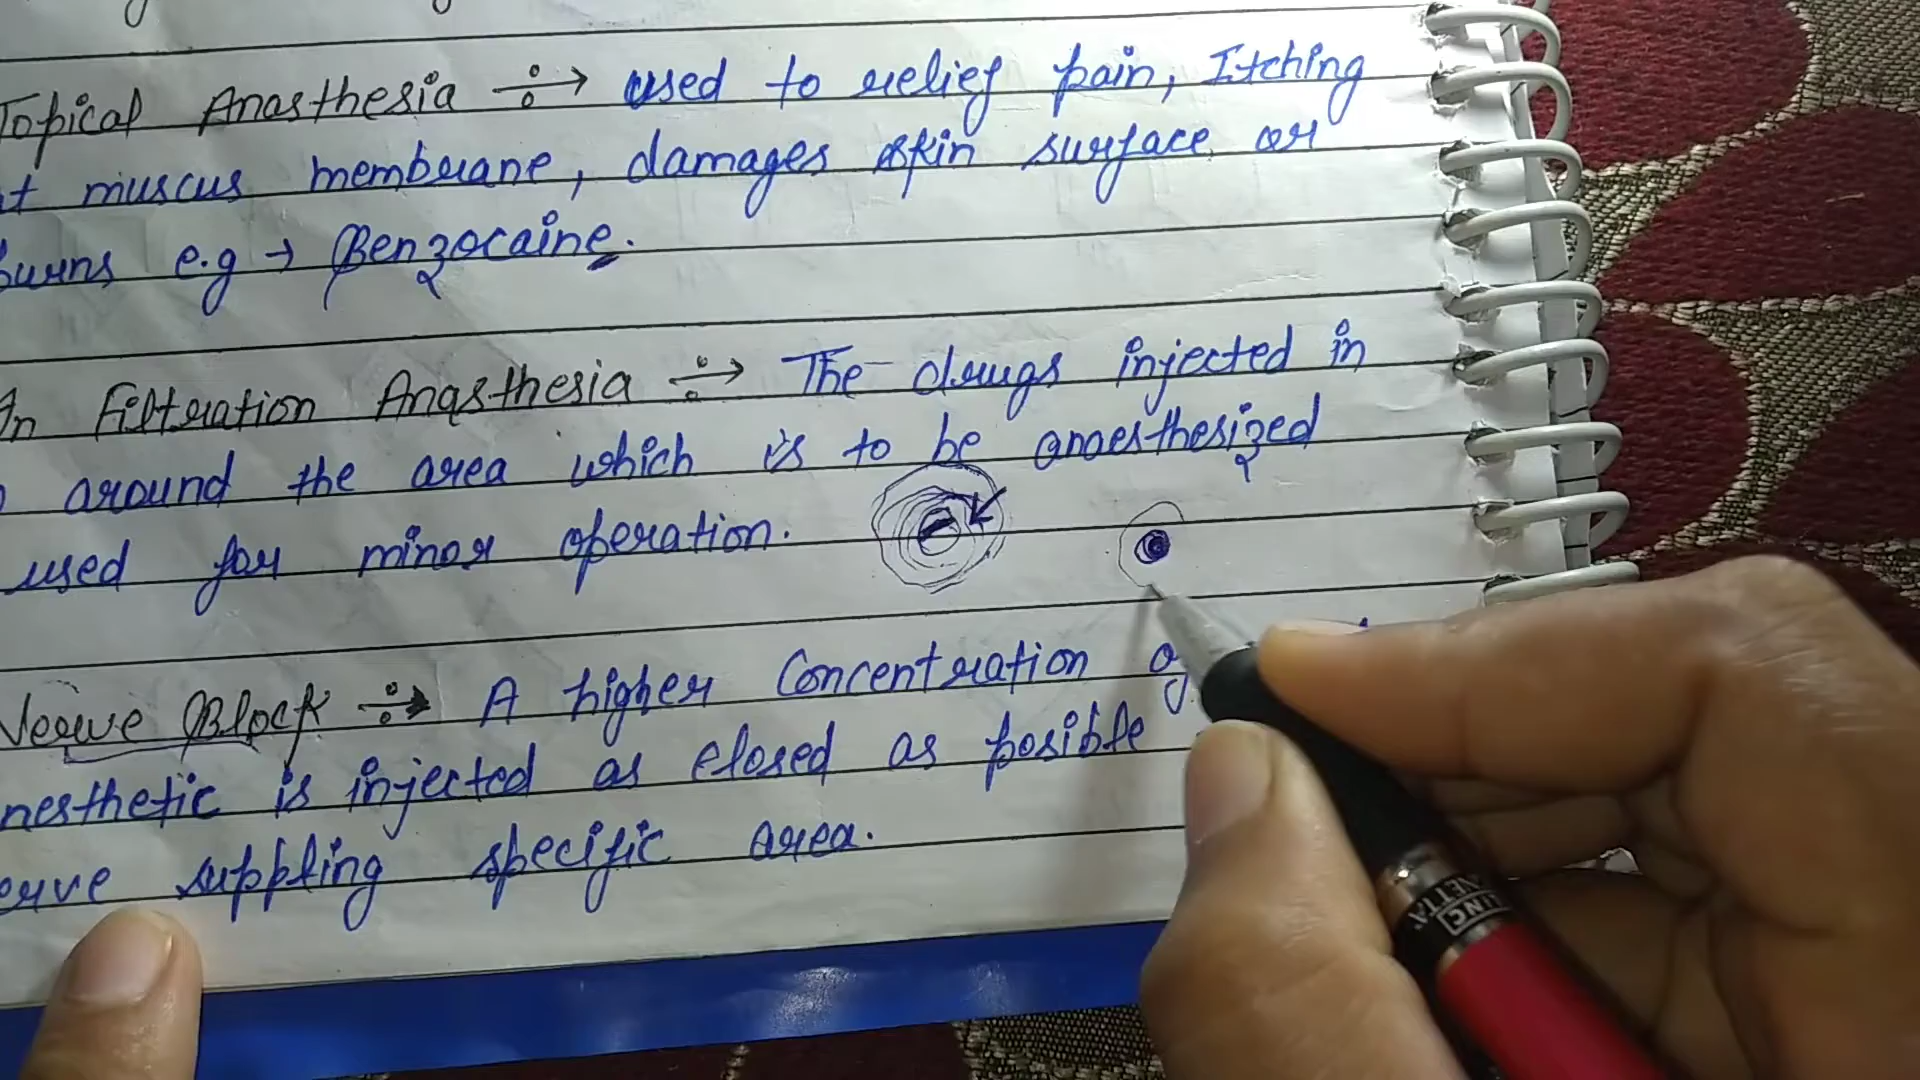 Topical Anasthesia ÷→ used to relief pain, Itching
at muscus membrane, damages skin surface or
Burns e.g → Benzocaine.
In Filtration Anasthesia ÷→ The drugs injected in
around the area which is to be anaesthesized
used for minor operation.
Nerve Block ÷→ A higher Concentration of
nesthetic is injected as closed as posible
erve suppling specific area.